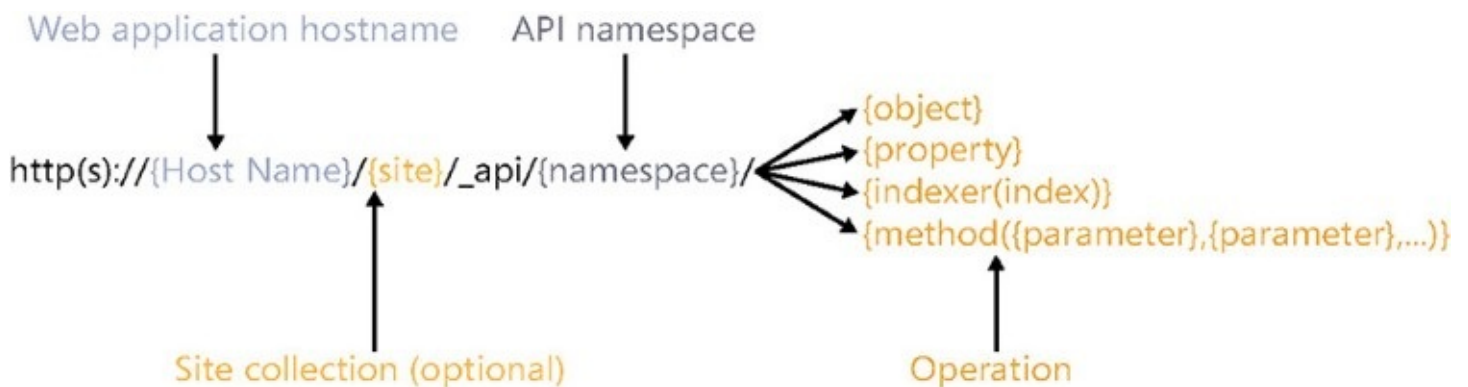 Web application hostname API namespace
{object}
{property}
http(s)://{Host Name}/{site}/_api/{namespace}/
{indexer(index)}
{method({parameter},{parameter},...)}
Site collection (optional) Operation